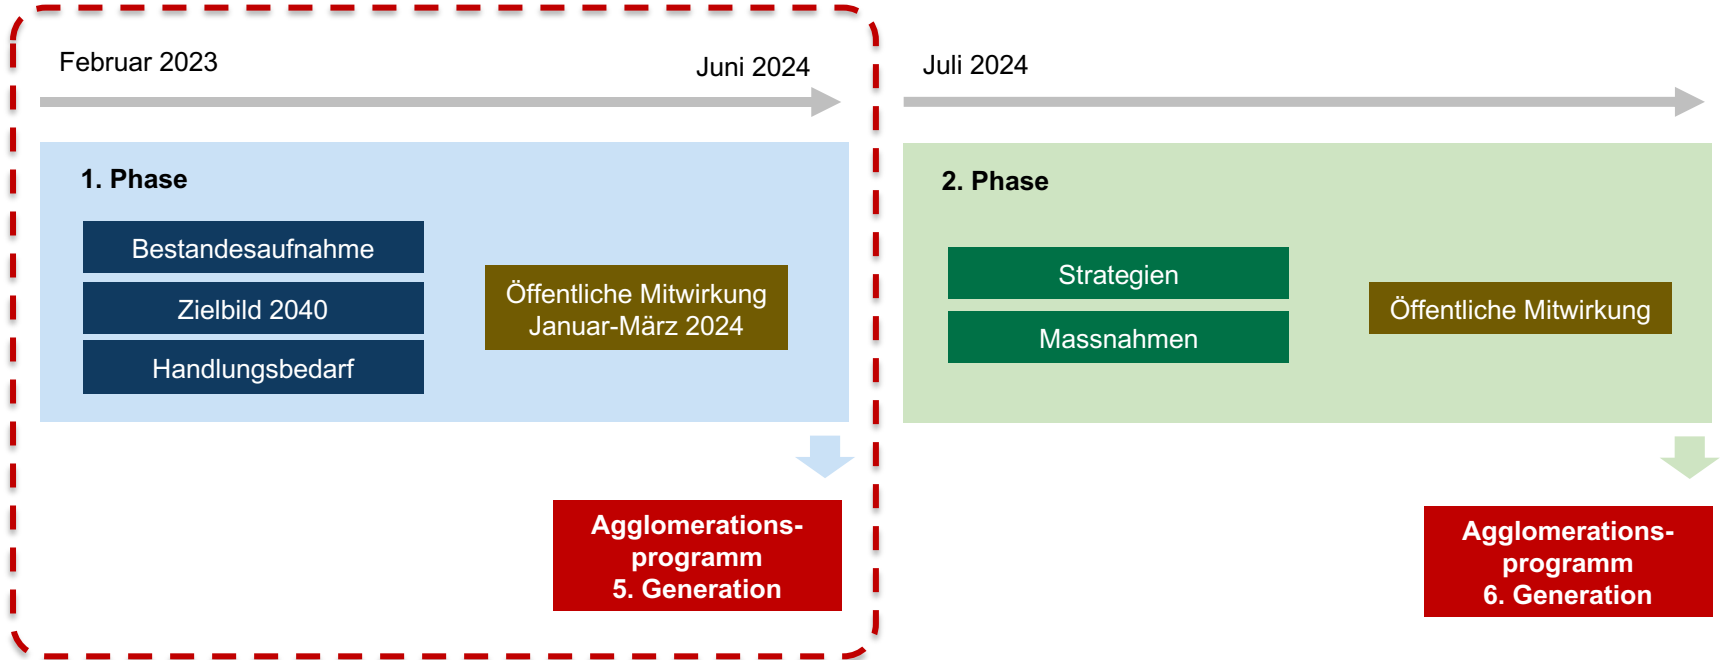 Februar 2023
Juni 2024
1. Phase
Bestandesaufnahme
Zielbild 2040
Handlungsbedarf
Öffentliche Mitwirkung
Januar-März 2024
Agglomerations-
programm
5. Generation
Juli 2024
2. Phase
Strategien
Massnahmen
Öffentliche Mitwirkung
Agglomerations-
programm
6. Generation